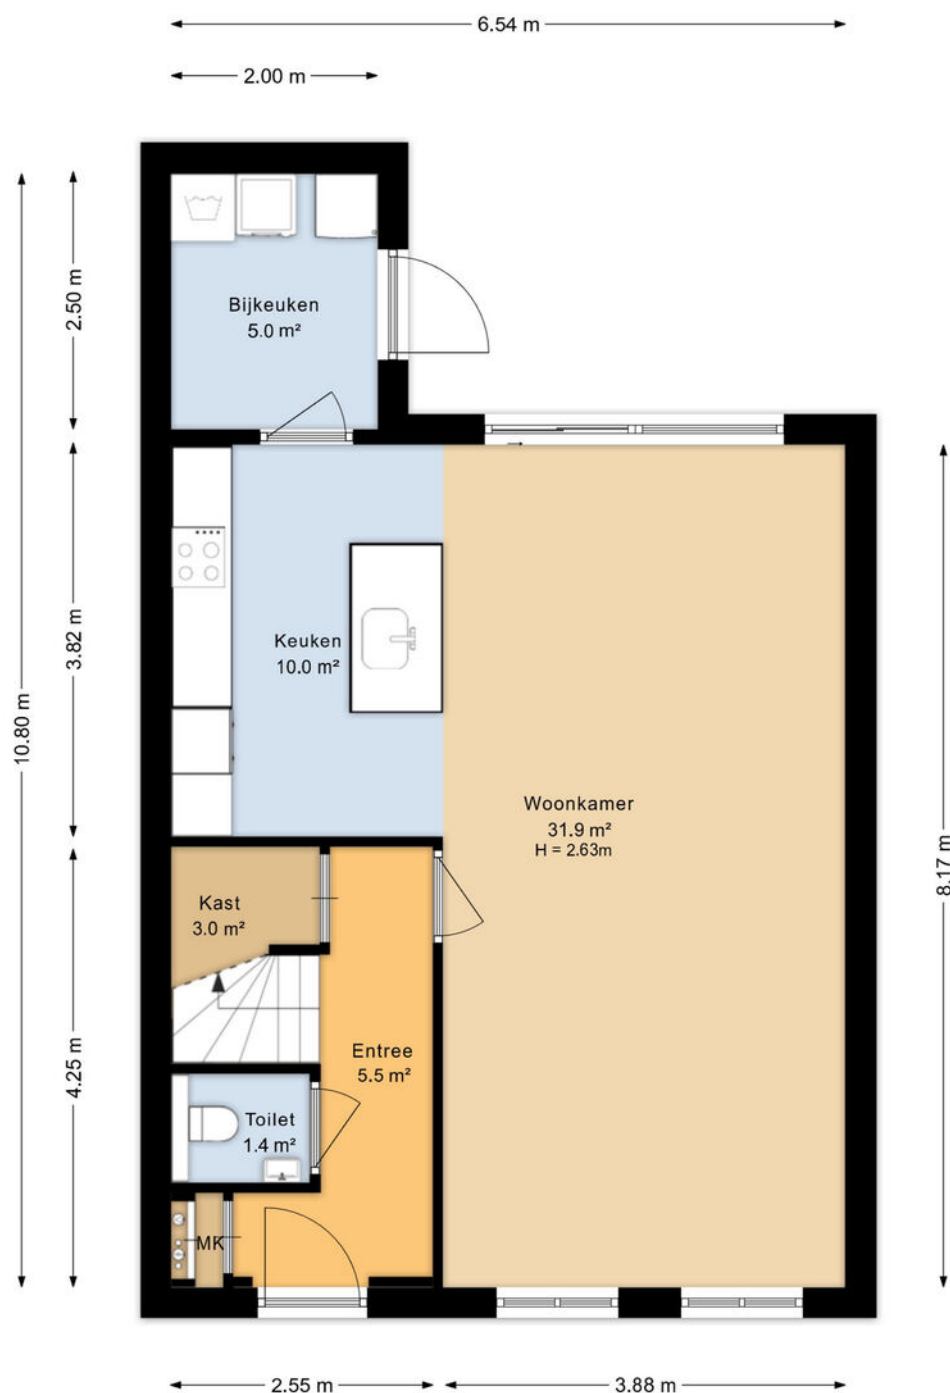 6.54 m
2.00 m
10.80 m
2.50 m
3.82 m
4.25 m
8.17 m
Bijkeuken
5.0 m²
Keuken
10.0 m²
Woonkamer
31.9 m²
H = 2.63m
Kast
3.0 m²
Entree
5.5 m²
Toilet
1.4 m²
MK
2.55 m
3.88 m